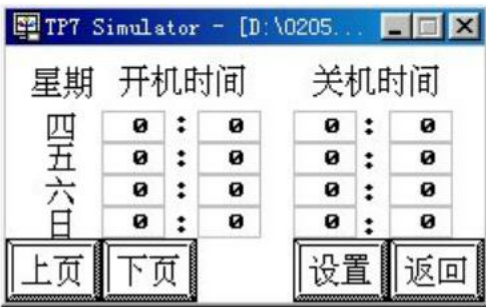 TP7 Simulator - [D:\0205...
星期 开机时间 关机时间
四 0 : 0 0 : 0
五 0 : 0 0 : 0
六 0 : 0 0 : 0
日 0 : 0 0 : 0
上页 下页 设置 返回